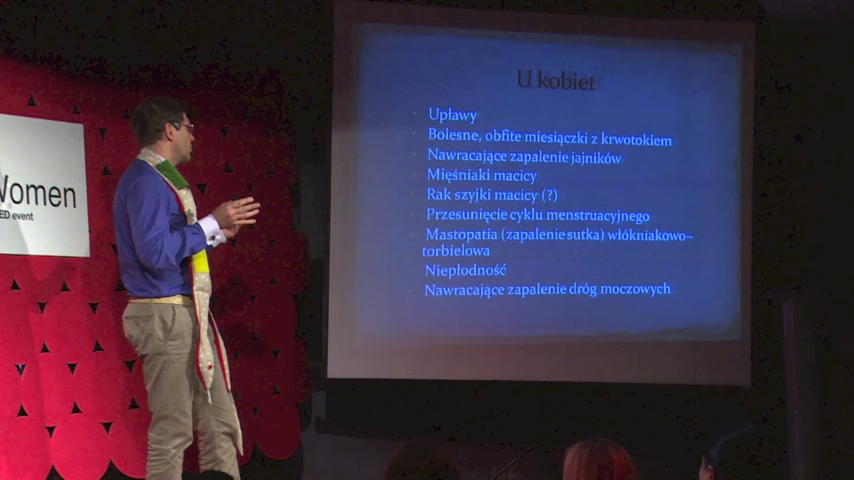 Women
ED event
U kobiet
Upławy
Bolesne, obfite miesiączki z krwotokiem
Nawracające zapalenie jajników
Mięśniaki macicy
Rak szyjki macicy (?)
Przesunięcie cyklu menstruacyjnego
Mastopatia (zapalenie sutka) włókniakowo–
torbielowa
Niepłodność
Nawracające zapalenie dróg moczowych